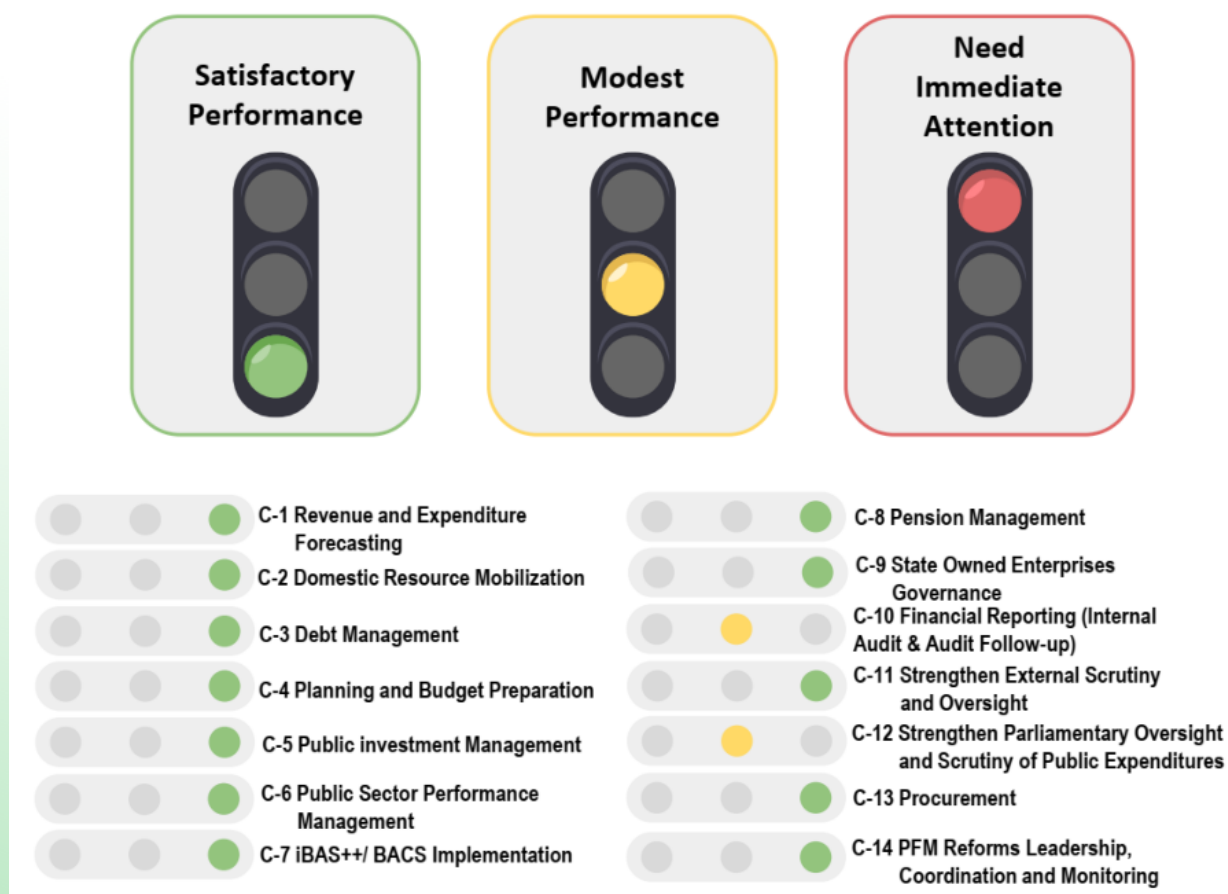 Satisfactory
Performance
Modest
Performance
Need
Immediate
Attention
C-1 Revenue and Expenditure
Forecasting
C-2 Domestic Resource Mobilization
C-3 Debt Management
C-4 Planning and Budget Preparation
C-5 Public investment Management
C-6 Public Sector Performance
Management
C-7 iBAS++/ BACS Implementation
C-8 Pension Management
C-9 State Owned Enterprises
Governance
C-10 Financial Reporting (Internal
Audit & Audit Follow-up)
C-11 Strengthen External Scrutiny
and Oversight
C-12 Strengthen Parliamentary Oversight
and Scrutiny of Public Expenditures
C-13 Procurement
C-14 PFM Reforms Leadership,
Coordination and Monitoring